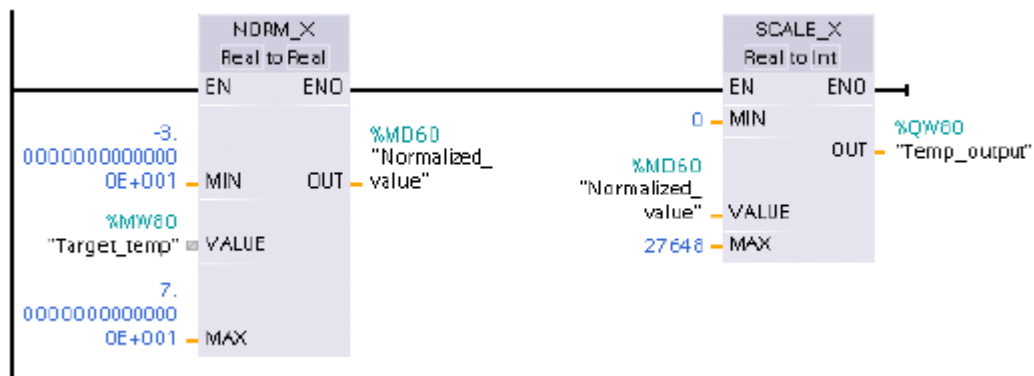 NORM_X
Real to Real
EN ENO
-3.
0000000000000
0E+001
MIN
OUT
%MD60
"Normalized_
value"
%MW80
"Target_temp"
VALUE
7.
0000000000000
0E+001
MAX
SCALE_X
Real to Int
EN ENO
0
MIN
OUT
%QW80
"Temp_output"
%MD60
"Normalized_
value"
VALUE
27648
MAX